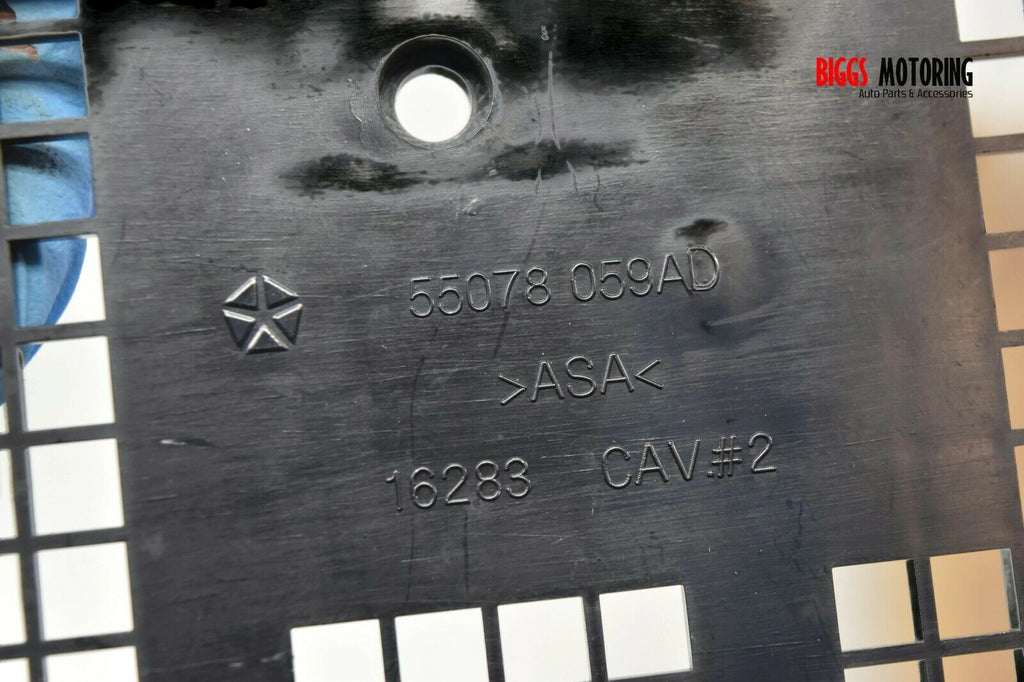 BIGGS MOTORING
Auto Parts & Accessories
55078 059AD
>ASA<
16283 CAV.#2